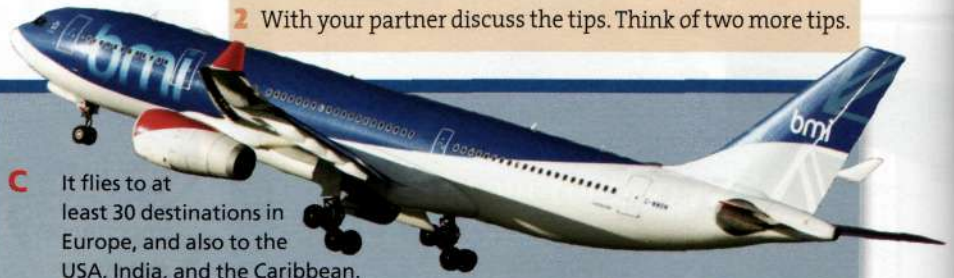 2 With your partner discuss the tips. Think of two more tips.
bmi
bmi
C It flies to at
least 30 destinations in
Europe, and also to the
USA, India, and the Caribbean.